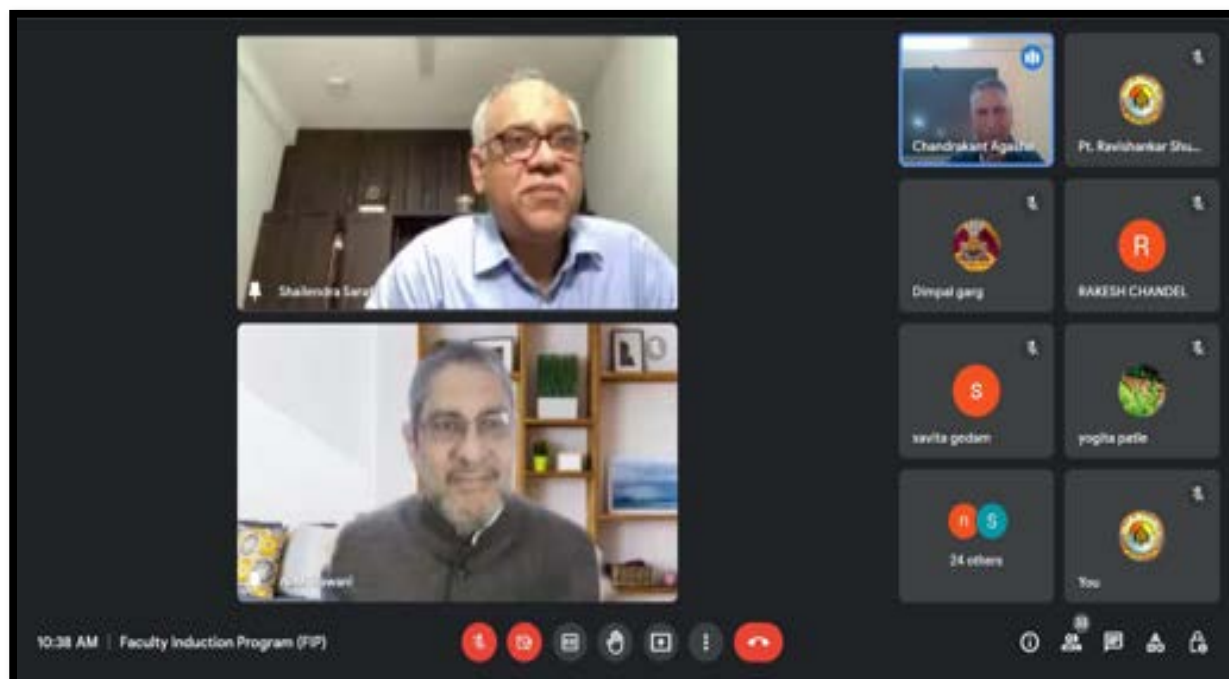 Shailendra Saraf
Chandrakant Agashe
Pt. Ravishankar Shu...
Dimpal garg
R
RAKESH CHANDEL
S
savita gedam
yogita patle
n S
24 others
You
10:38 AM | Faculty Induction Program (FIP)